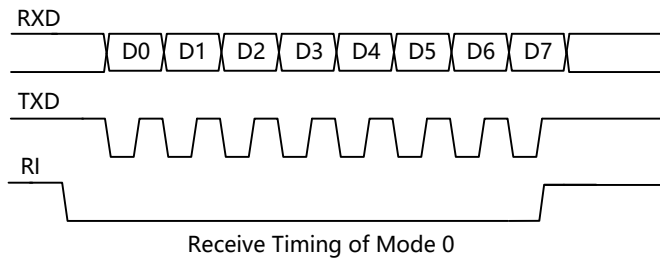 RXD
D0 D1 D2 D3 D4 D5 D6 D7
TXD
RI
Receive Timing of Mode 0